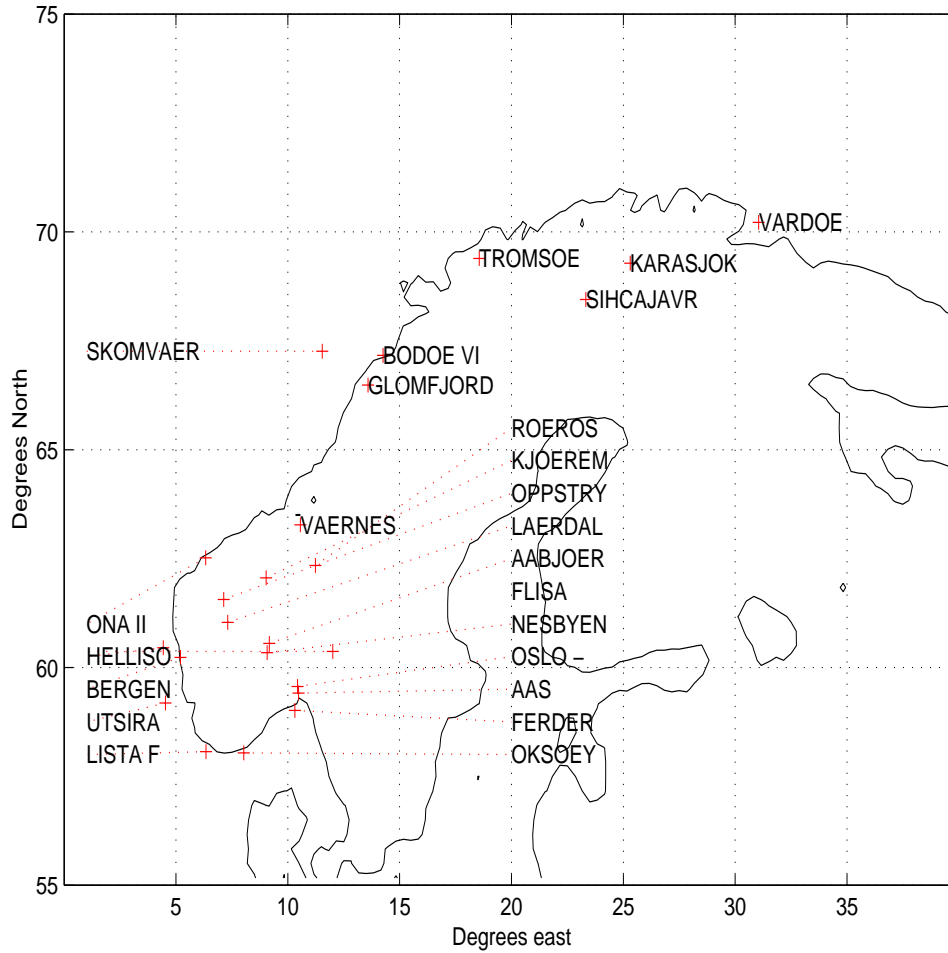 75
70
65
60
55
Degrees North
VARDOE
TROMSOE
KARASJOK
SIHCAJAVR
SKOMVAER
BODOE VI
GLOMFJORD
ROEROS
KJOEREM
OPPSTRY
VAERNES
LAERDAL
AABJOER
FLISA
ONA II
NESBYEN
HELLISO
OSLO –
BERGEN
AAS
UTSIRA
FERDER
LISTA F
OKSOEY
5
10
15
20
25
30
35
Degrees east